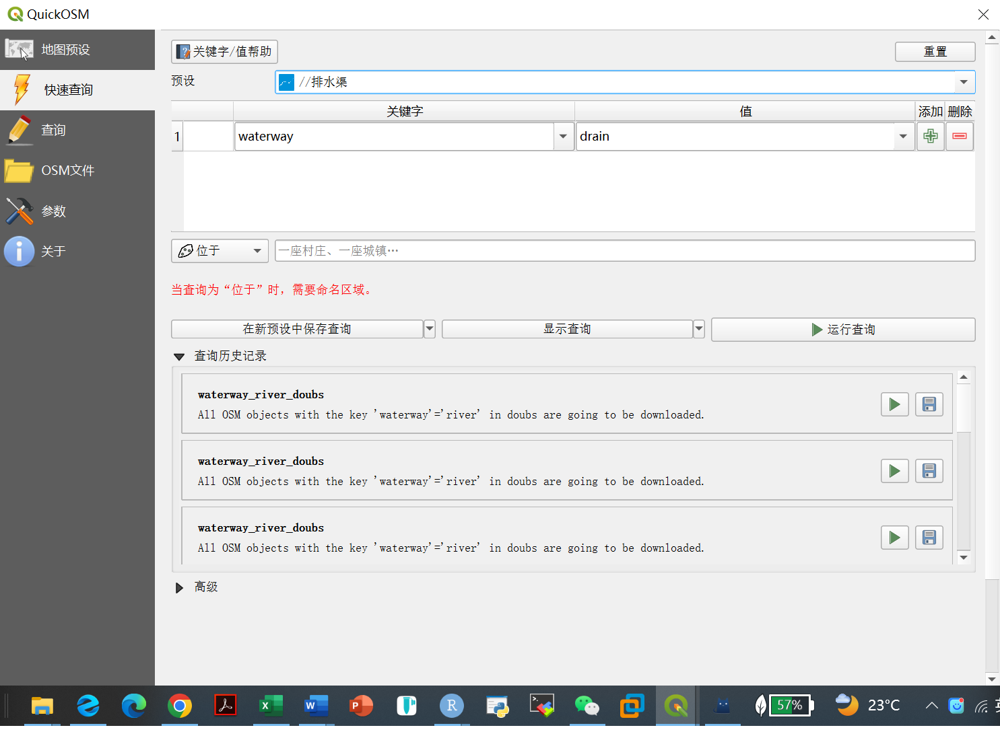 QuickOSM
地图预设
快速查询
查询
OSM文件
参数
关于
关键字/值帮助
重置
预设
//排水渠
关键字 值 添加 删除
1 waterway drain
位于 一座村庄、一座城镇…
当查询为“位于”时，需要命名区域。
在新预设中保存查询 显示查询 运行查询
查询历史记录
waterway_river_doubs
All OSM objects with the key 'waterway'='river' in doubs are going to be downloaded.
waterway_river_doubs
All OSM objects with the key 'waterway'='river' in doubs are going to be downloaded.
waterway_river_doubs
All OSM objects with the key 'waterway'='river' in doubs are going to be downloaded.
高级
57% 23°C